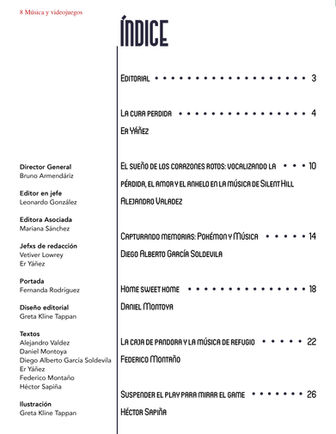 8 Música y videojuegos
ÍNDICE
Editorial • • • • • • • • • • • • • • • • 3
La cura perdida • • • • • • • • • • • • • 4
Er Yáñez
El sueño de los corazones rotos: vocalizando la • • • 10
pérdida, el amor y el anhelo en la música de Silent Hill
Alejandro Valadez
Capturando memorias: Pokémon y Música • • • • • 14
Diego Alberto García Soldevila
Home sweet home • • • • • • • • • • • • 18
Daniel Montoya
La caja de pandora y la música de refugio • • • • • 22
Federico Montaño
Suspender el play para mirar el game • • • • • • • 26
Héctor Sapiña
Director General
Bruno Armendáriz
Editor en jefe
Leonardo González
Editora Asociada
Mariana Sánchez
Jefxs de redacción
Vetiver Lowrey
Er Yáñez
Portada
Fernanda Rodríguez
Diseño editorial
Greta Kline Tappan
Textos
Alejandro Valdez
Daniel Montoya
Diego Alberto García Soldevila
Er Yáñez
Federico Montaño
Héctor Sapiña
Ilustración
Greta Kline Tappan